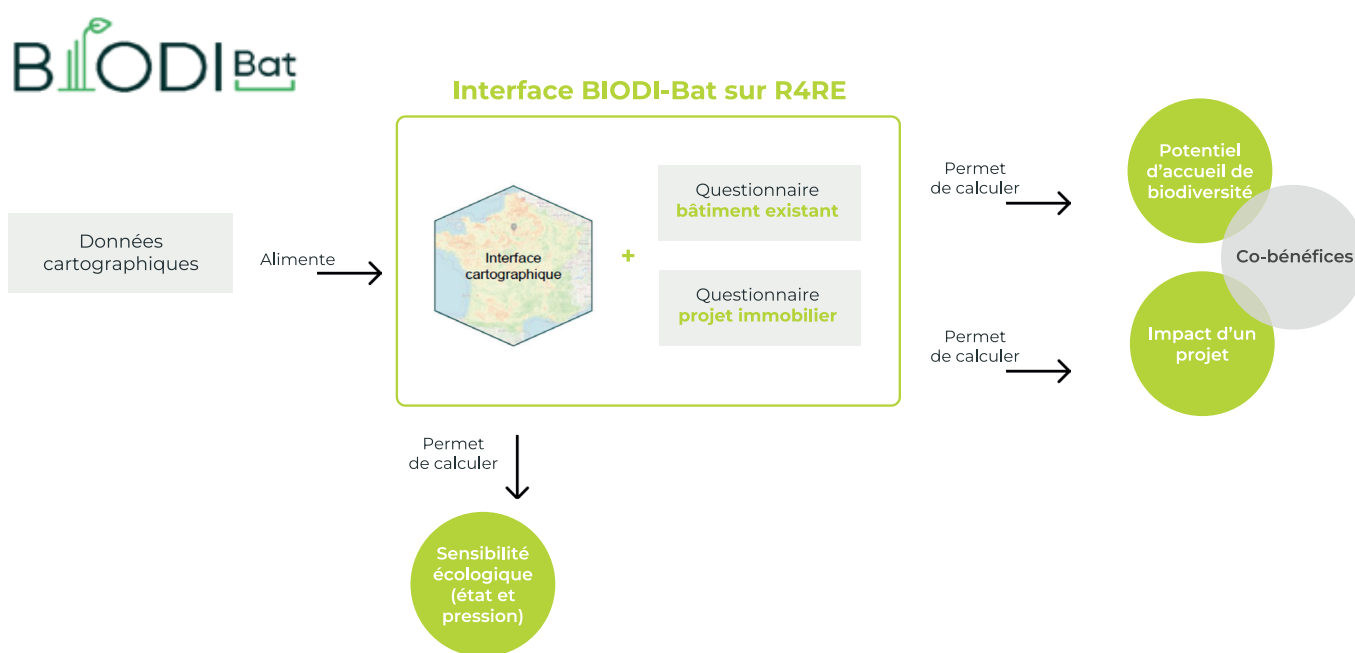 BIODI Bat
Interface BIODI-Bat sur R4RE
Données
cartographiques
Alimente
Interface
cartographique
+
Questionnaire
bâtiment existant
Questionnaire
projet immobilier
Permet
de calculer
Potentiel
d'accueil de
biodiversité
Co-bénéfices
Permet
de calculer
Impact d'un
projet
Permet
de calculer
Sensibilité
écologique
(état et
pression)